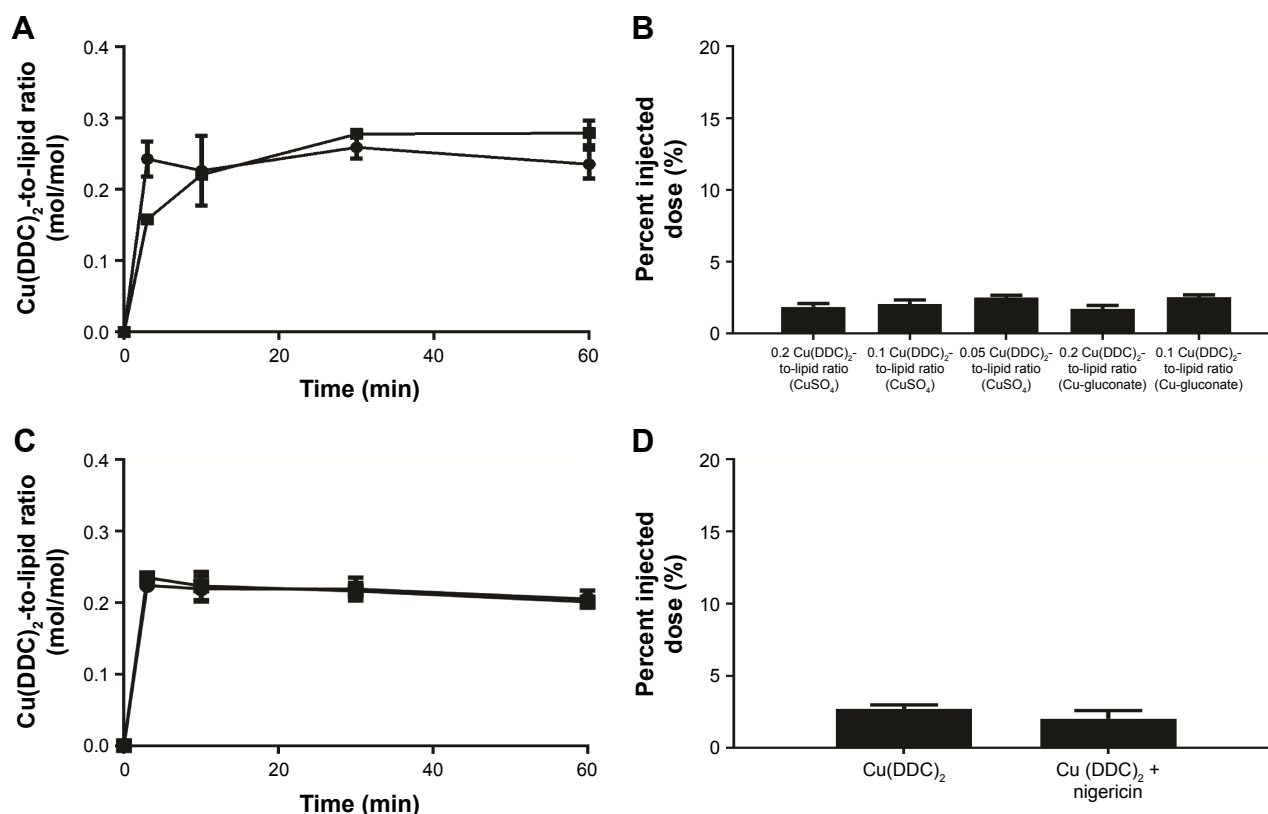 A
Cu(DDC)₂-to-lipid ratio
(mol/mol)
0.4
0.3
0.2
0.1
0.0
0
20
40
60
Time (min)
B
Percent injected
dose (%)
20
15
10
5
0
0.2 Cu(DDC)₂-
to-lipid ratio
(CuSO₄)
0.1 Cu(DDC)₂-
to-lipid ratio
(CuSO₄)
0.05 Cu(DDC)₂-
to-lipid ratio
(CuSO₄)
0.2 Cu(DDC)₂-
to-lipid ratio
(Cu-gluconate)
0.1 Cu(DDC)₂-
to-lipid ratio
(Cu-gluconate)
C
Cu(DDC)₂-to-lipid ratio
(mol/mol)
0.4
0.3
0.2
0.1
0.0
0
20
40
60
Time (min)
D
Percent injected
dose (%)
20
15
10
5
0
Cu(DDC)₂
Cu (DDC)₂ +
nigericin